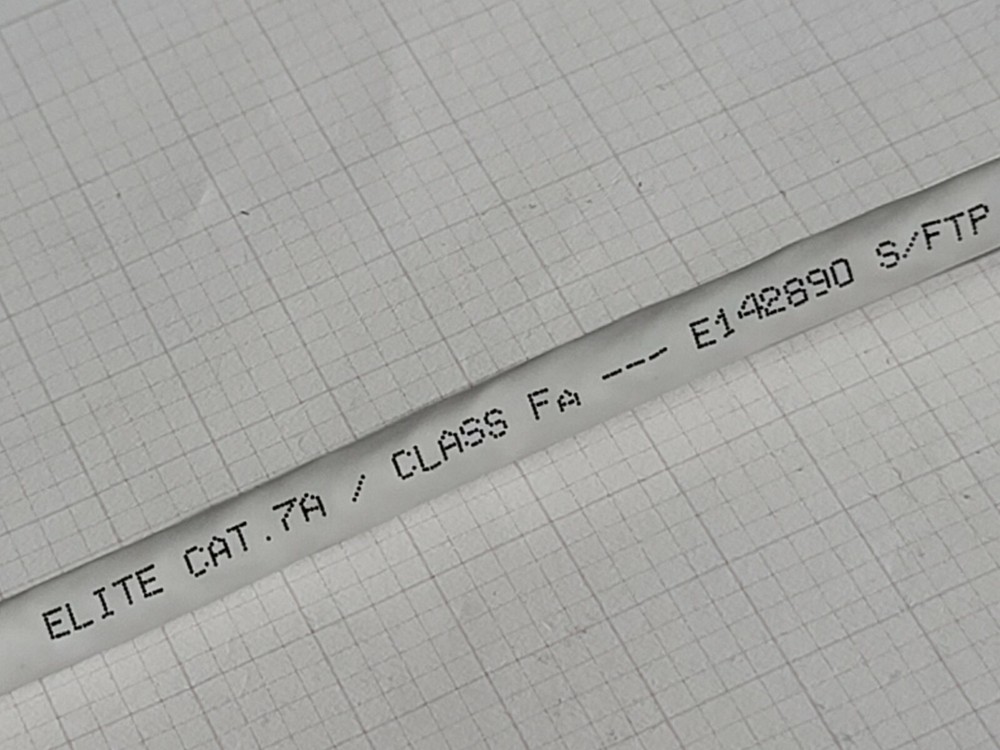 ELITE CAT.7A / CLASS FA --- E142890 S/FTP